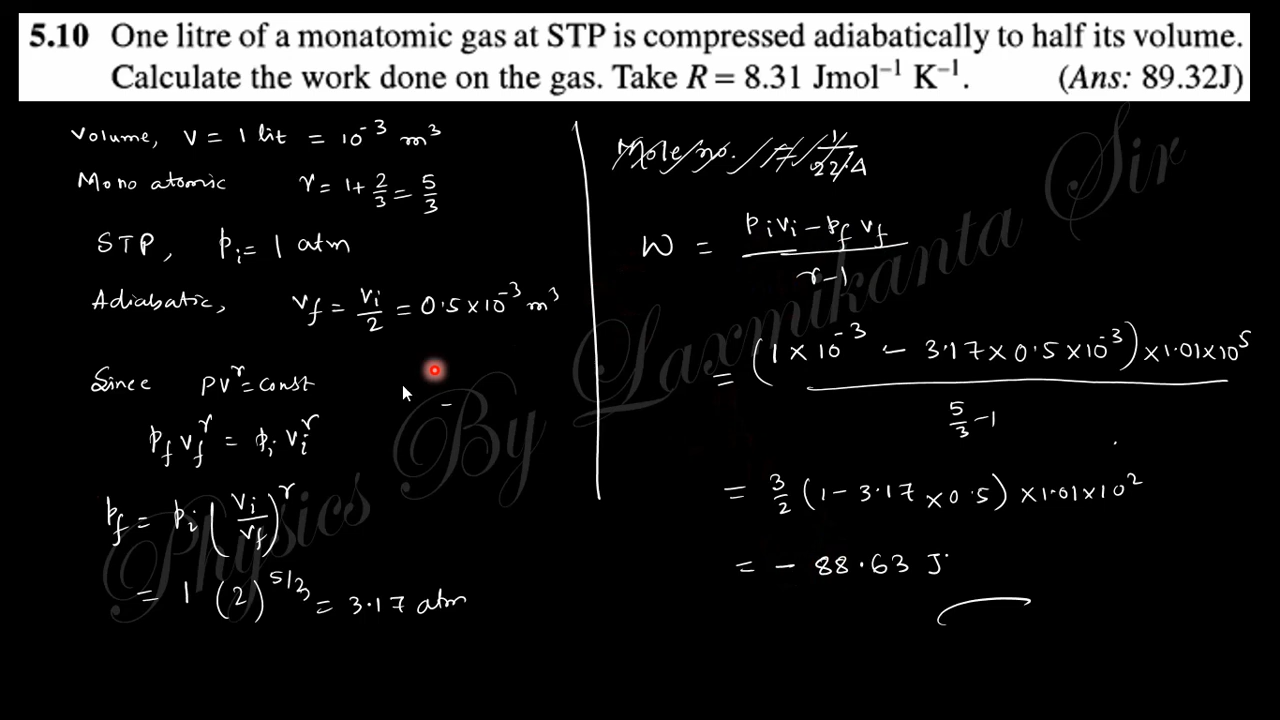 5.10 One litre of a monatomic gas at STP is compressed adiabatically to half its volume.
Calculate the work done on the gas. Take R = 8.31 Jmol⁻¹ K⁻¹. (Ans: 89.32J)
Volume, V = 1 lit = 10⁻³ m³
Mono atomic γ = 1 + 2/3 = 5/3
STP, pᵢ = 1 atm
Adiabatic, V_f = Vᵢ/2 = 0.5 × 10⁻³ m³
Since PV^γ = const
p_f V_f^γ = pᵢ Vᵢ^γ
p_f = pᵢ (Vᵢ/V_f)^γ
= 1 (2)^5/3 = 3.17 atm
Mole no. = 1/22.4
W = (pᵢVᵢ – p_f V_f)/(γ–1)
= (1 × 10⁻³ – 3.17 × 0.5 × 10⁻³) × 1.01 × 10⁵ / (5/3 – 1)
= 3/2 (1 – 3.17 × 0.5) × 1.01 × 10²
= – 88.63 J
Physics By Laxmikanta Sir